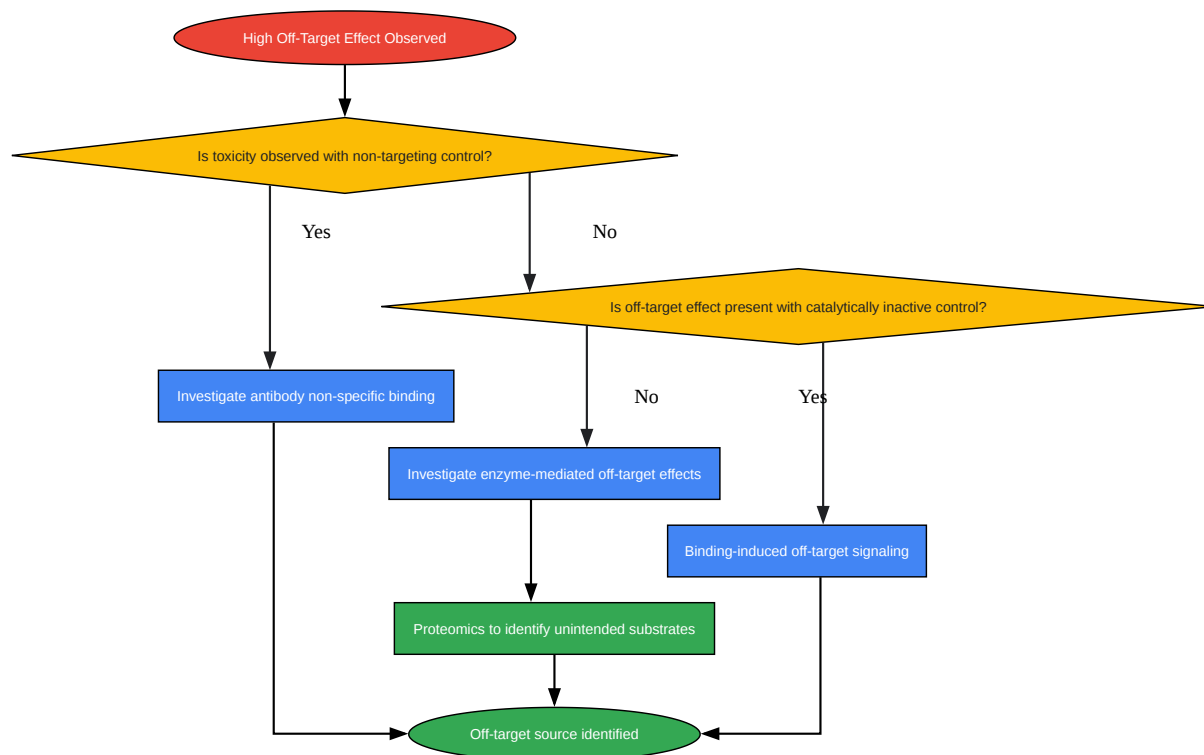 High Off-Target Effect Observed
Is toxicity observed with non-targeting control?
Yes
No
Is off-target effect present with catalytically inactive control?
Investigate antibody non-specific binding
No
Yes
Investigate enzyme-mediated off-target effects
Binding-induced off-target signaling
Proteomics to identify unintended substrates
Off-target source identified